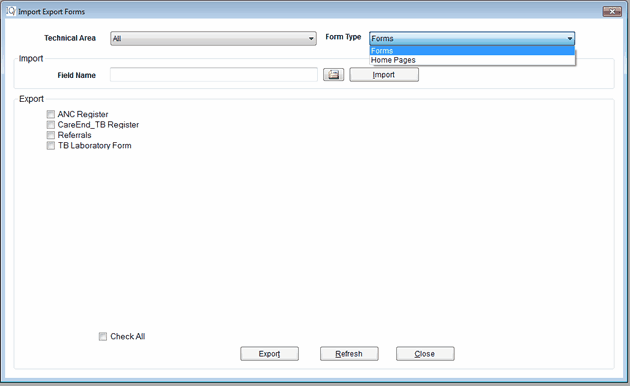 Import Export Forms
Technical Area All Form Type Forms
Forms
Home Pages
Import
Field Name Import
Export
ANC Register
CareEnd_TB Register
Referrals
TB Laboratory Form
Check All
Export Refresh Close